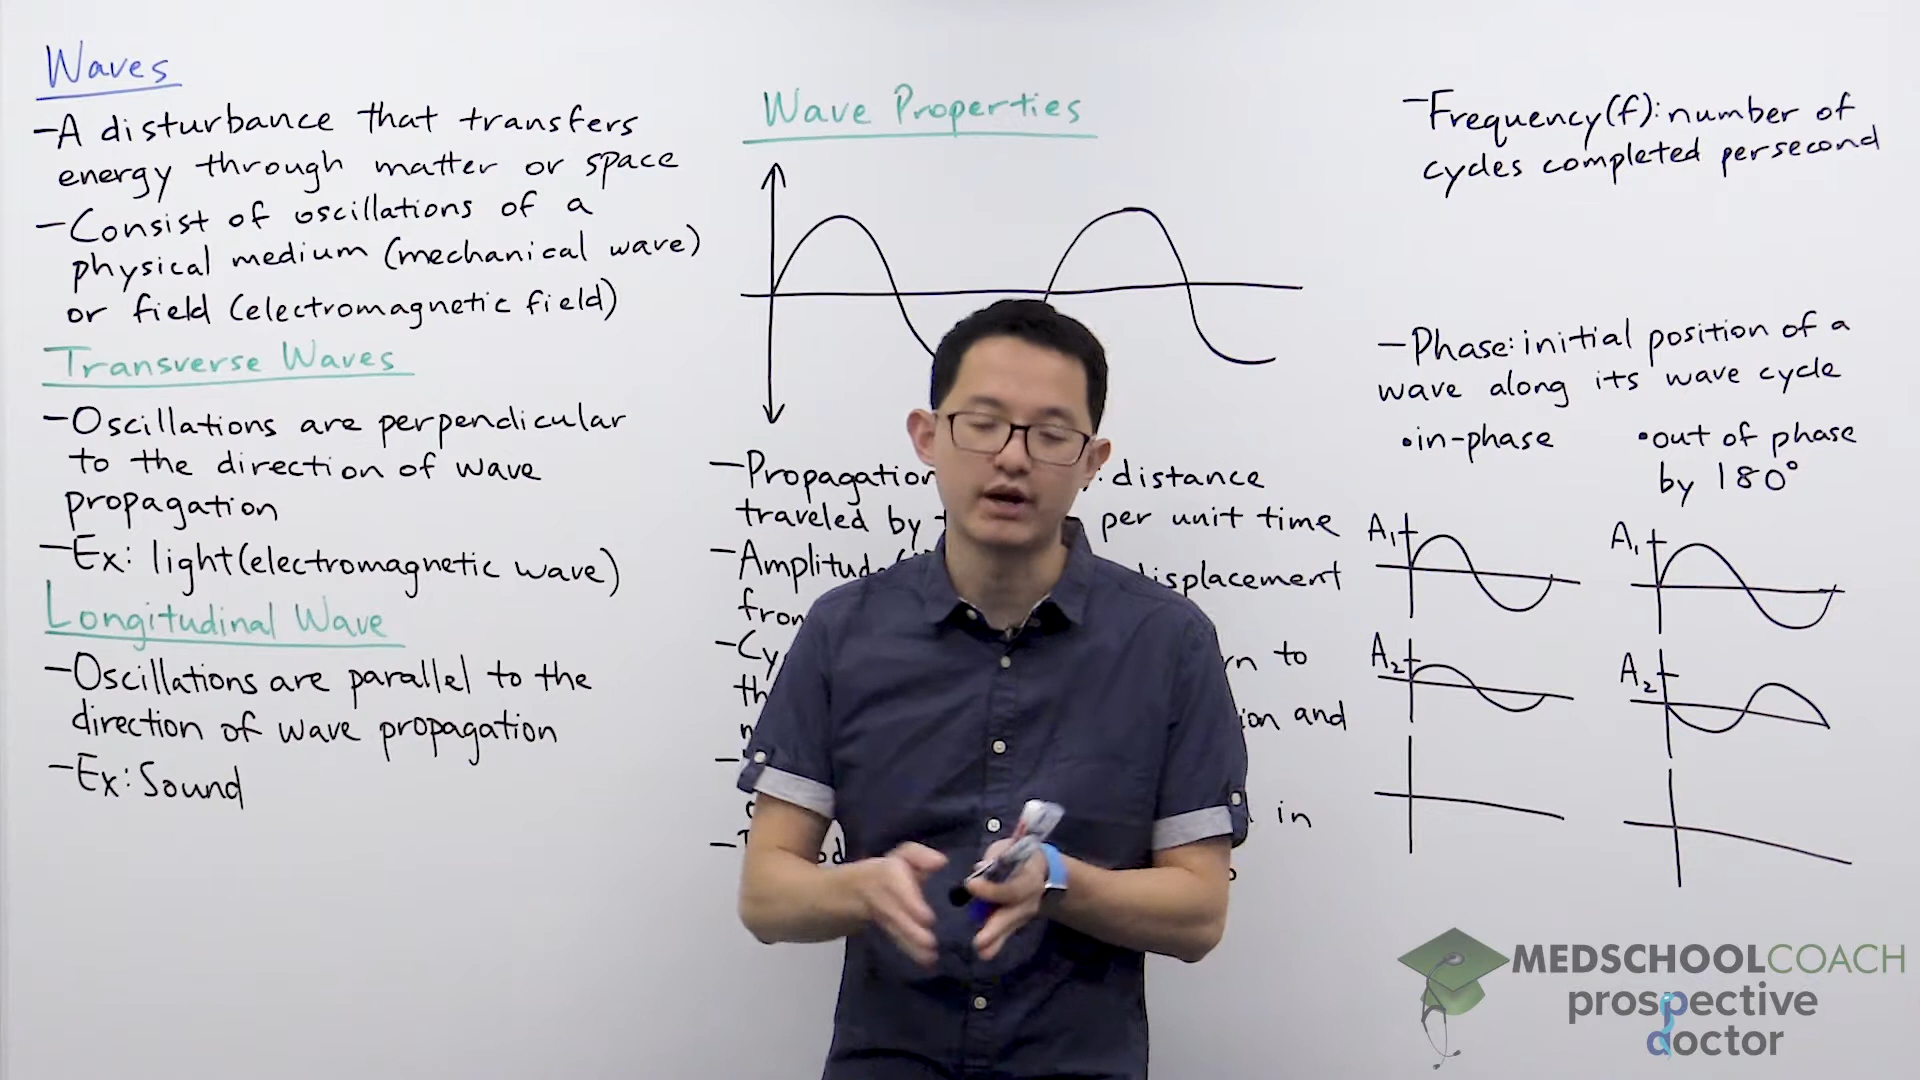 Waves
-A disturbance that transfers
energy through matter or space
-Consist of oscillations of a
physical medium (mechanical wave)
or field (electromagnetic field)
Transverse Waves
-Oscillations are perpendicular
to the direction of wave
propagation
-Ex: light (electromagnetic wave)
Longitudinal Wave
-Oscillations are parallel to the
direction of wave propagation
-Ex: Sound
Wave Properties
-Propagation : distance
traveled by per unit time
-Amplitude displacement
from
to
and
in
-Frequency (f): number of
cycles completed per second
-Phase: initial position of a
wave along its wave cycle
•in-phase
•out of phase
by 180°
A₁
A₂
A₁
A₂
MEDSCHOOLCOACH
prospective
doctor